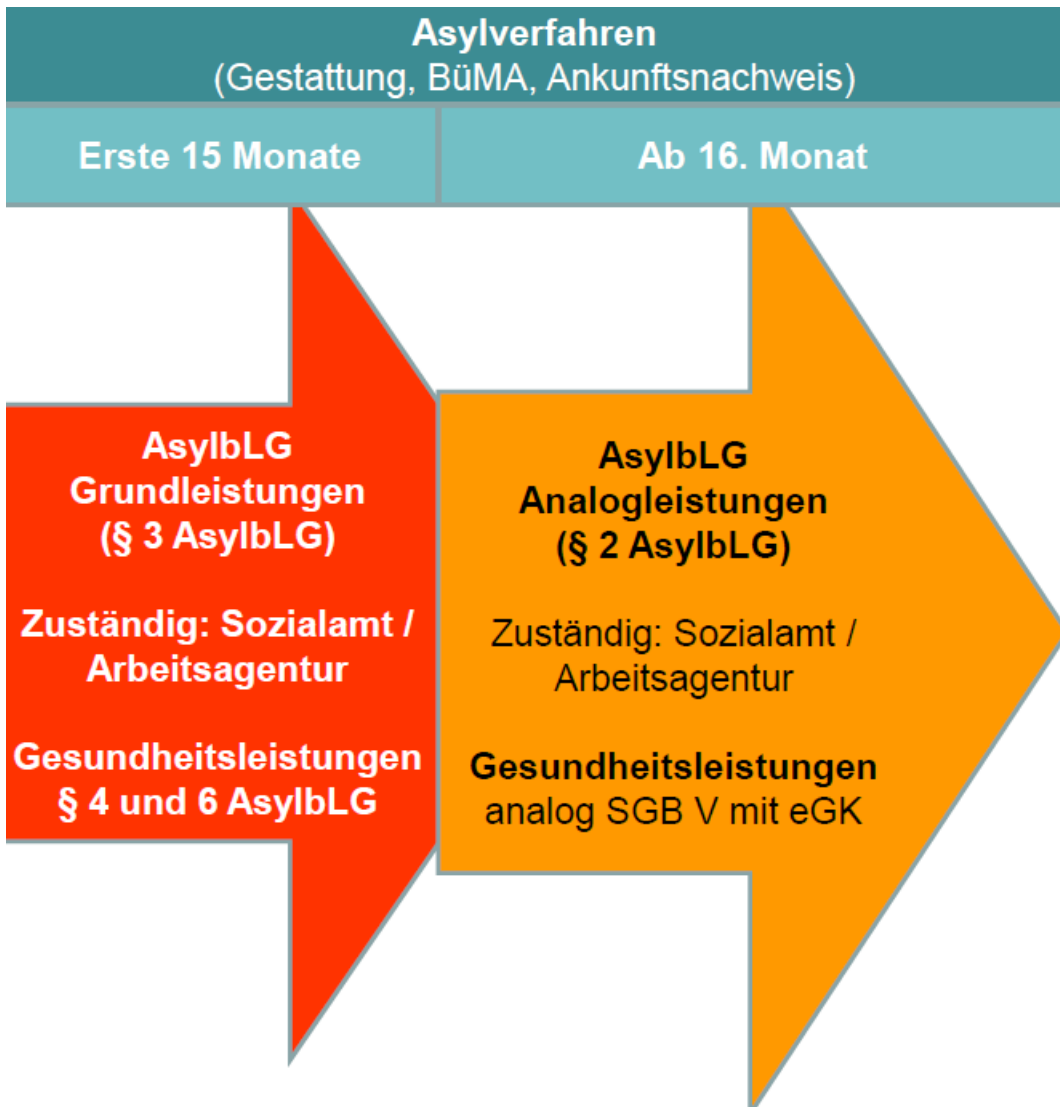 Asylverfahren
(Gestattung, BüMA, Ankunftsnachweis)
Erste 15 Monate
Ab 16. Monat
AsylbLG
Grundleistungen
(§ 3 AsylbLG)
Zuständig: Sozialamt /
Arbeitsagentur
Gesundheitsleistungen
§ 4 und 6 AsylbLG
AsylbLG
Analogleistungen
(§ 2 AsylbLG)
Zuständig: Sozialamt /
Arbeitsagentur
Gesundheitsleistungen
analog SGB V mit eGK